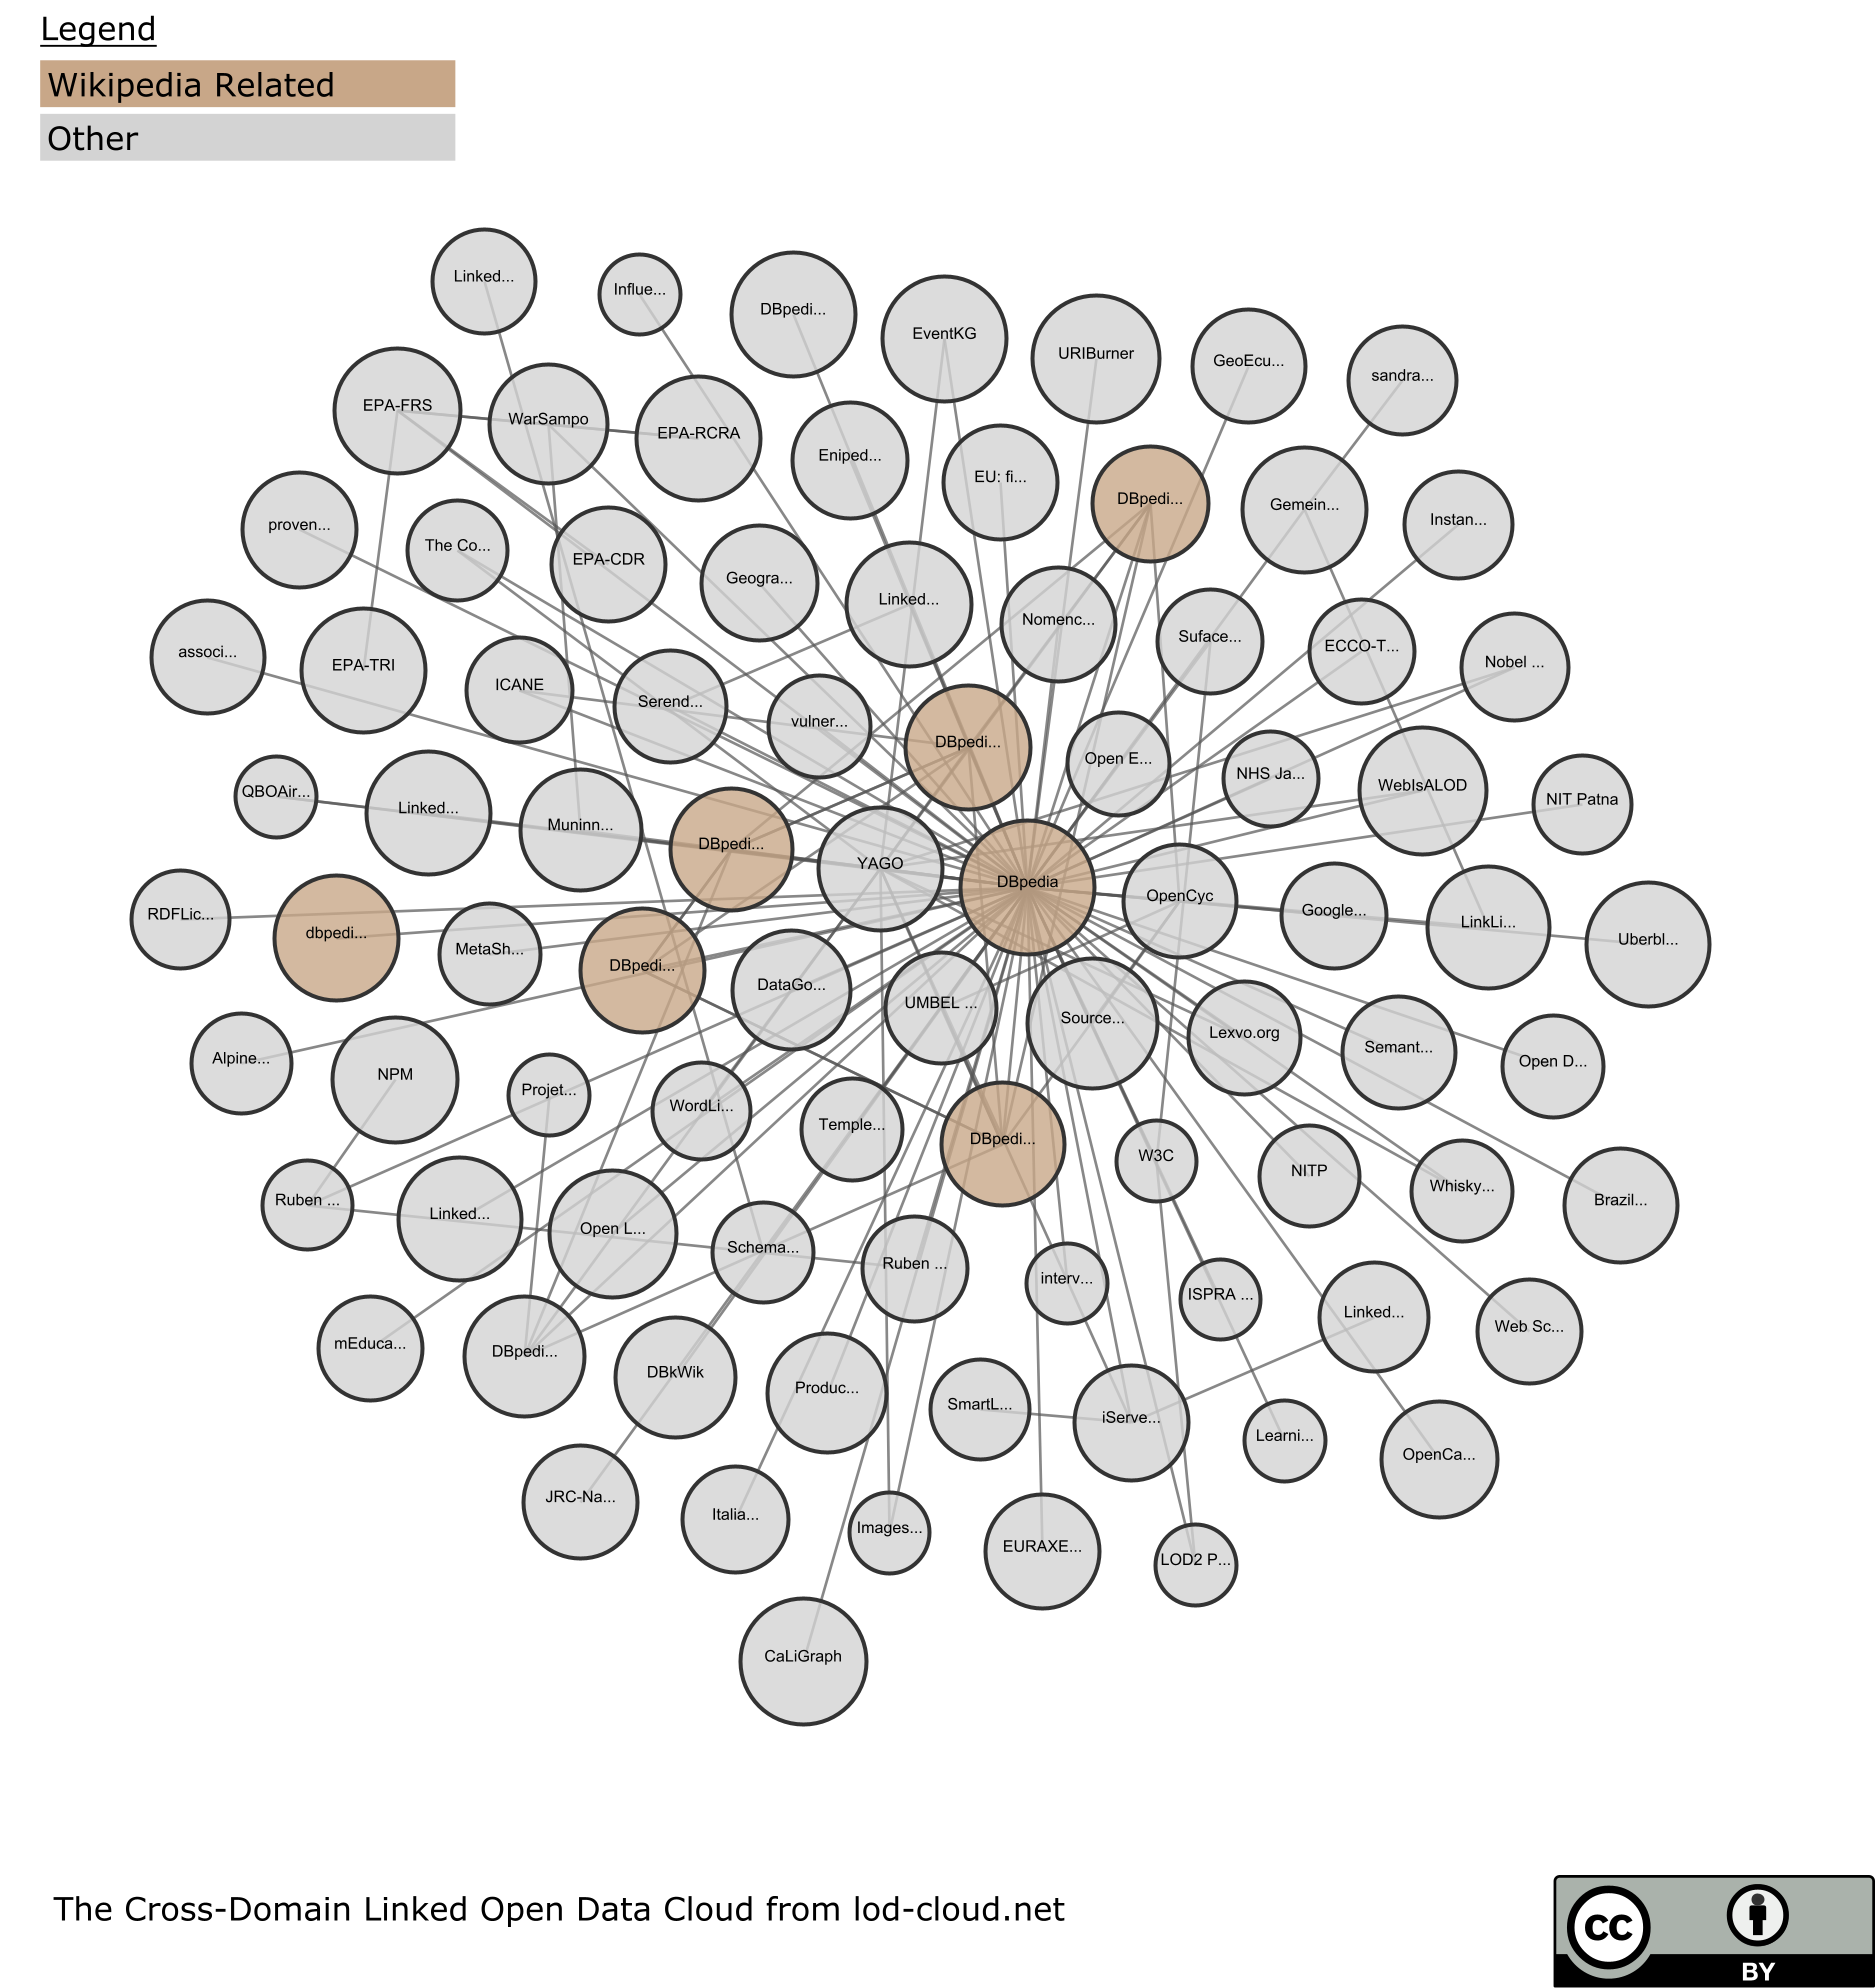 Legend
Wikipedia Related
Other
Linked...
Influe...
DBpedi...
EventKG
URIBurner
GeoEcu...
sandra...
EPA-FRS
WarSampo
EPA-RCRA
Eniped...
EU: fi...
DBpedi...
Gemein...
Instan...
proven...
The Co...
EPA-CDR
Geogra...
Linked...
Nomenc...
Suface...
ECCO-T...
Nobel ...
associ...
EPA-TRI
ICANE
Serend...
vulner...
DBpedi...
Open E...
NHS Ja...
WebIsALOD
NIT Patna
QBOAir...
Linked...
Muninn...
DBpedi...
YAGO
DBpedia
OpenCyc
Google...
LinkLi...
Uberbl...
RDFLic...
dbpedi...
MetaSh...
DBpedi...
DataGo...
UMBEL ...
Source...
Lexvo.org
Semant...
Open D...
Alpine...
NPM
Projet...
WordLi...
Temple...
DBpedi...
W3C
NITP
Whisky...
Brazil...
Ruben ...
Linked...
Open L...
Schema...
Ruben ...
interv...
ISPRA ...
Linked...
Web Sc...
mEduca...
DBpedi...
DBkWik
Produc...
SmartL...
iServe...
Learni...
OpenCa...
JRC-Na...
Italia...
Images...
EURAXE...
LOD2 P...
CaLiGraph
The Cross-Domain Linked Open Data Cloud from lod-cloud.net
cc
BY